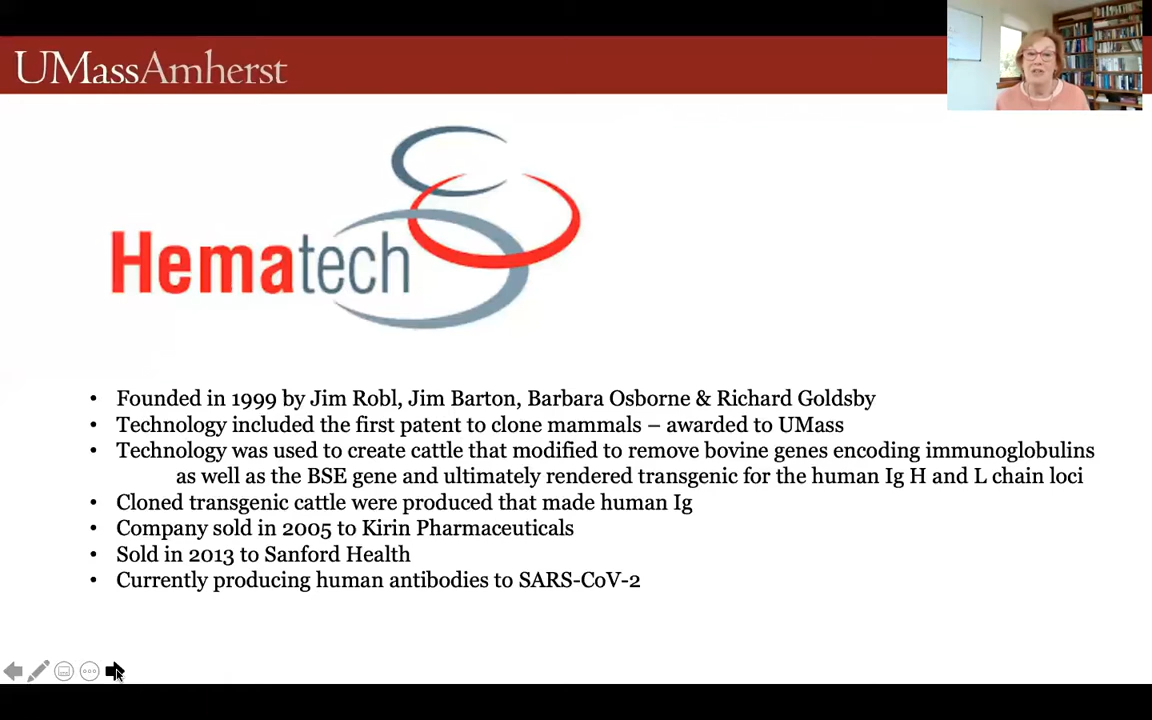 UMassAmherst
Hematech
• Founded in 1999 by Jim Robl, Jim Barton, Barbara Osborne & Richard Goldsby
• Technology included the first patent to clone mammals – awarded to UMass
• Technology was used to create cattle that modified to remove bovine genes encoding immunoglobulins
as well as the BSE gene and ultimately rendered transgenic for the human Ig H and L chain loci
• Cloned transgenic cattle were produced that made human Ig
• Company sold in 2005 to Kirin Pharmaceuticals
• Sold in 2013 to Sanford Health
• Currently producing human antibodies to SARS-CoV-2